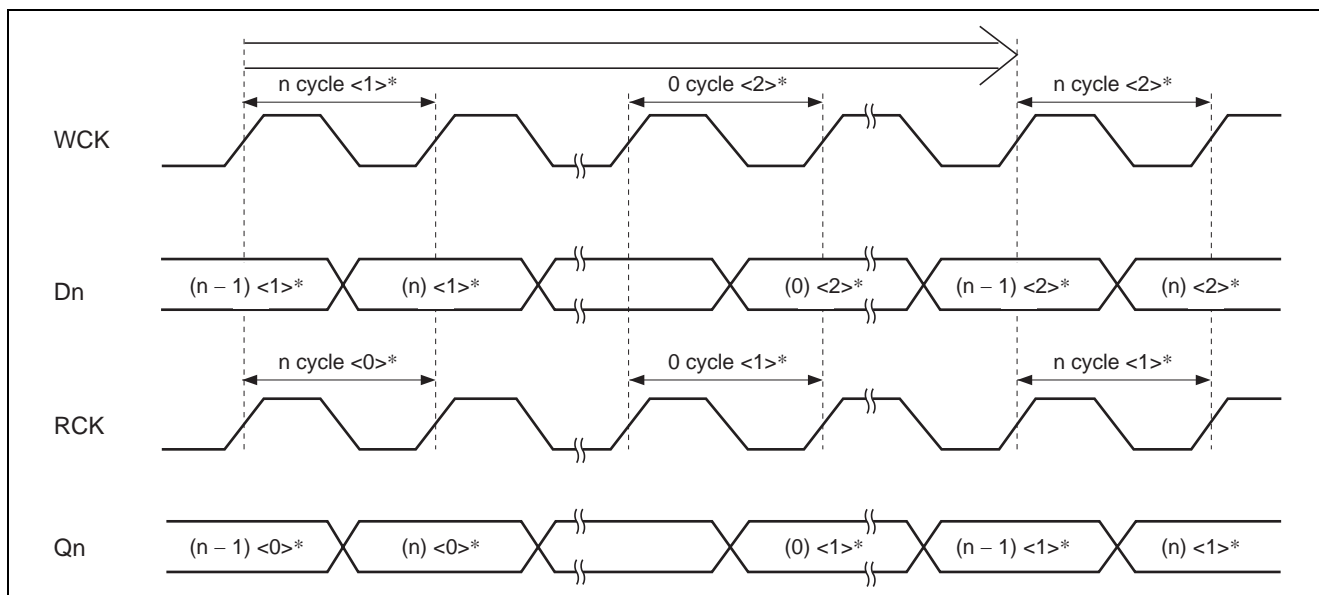 n cycle <1>* 0 cycle <2>* n cycle <2>*
WCK
Dn (n − 1) <1>* (n) <1>* (0) <2>* (n − 1) <2>* (n) <2>*
n cycle <0>* 0 cycle <1>* n cycle <1>*
RCK
Qn (n − 1) <0>* (n) <0>* (0) <1>* (n − 1) <1>* (n) <1>*